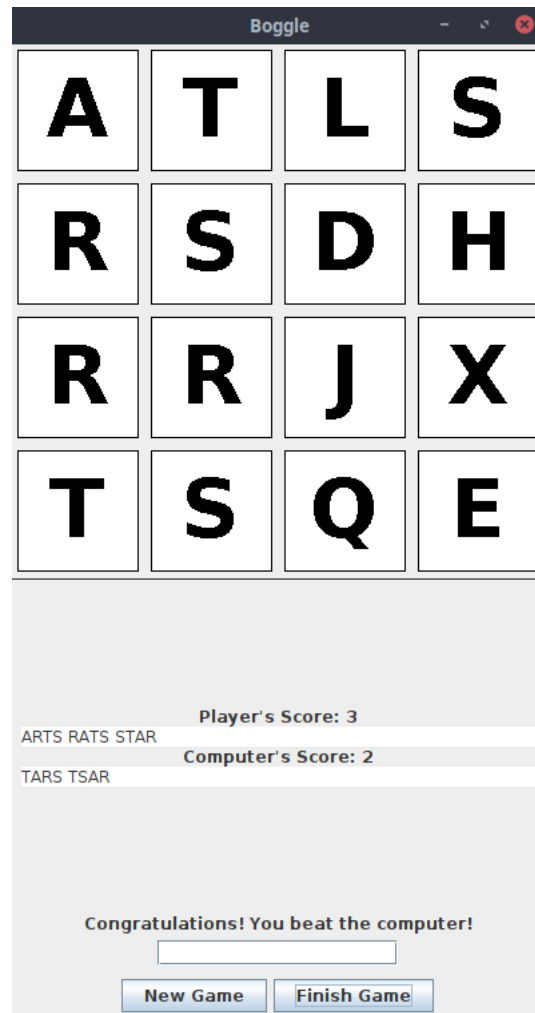 Boggle
A T L S
R S D H
R R J X
T S Q E
Player's Score: 3
ARTS RATS STAR
Computer's Score: 2
TARS TSAR
Congratulations! You beat the computer!
New Game Finish Game